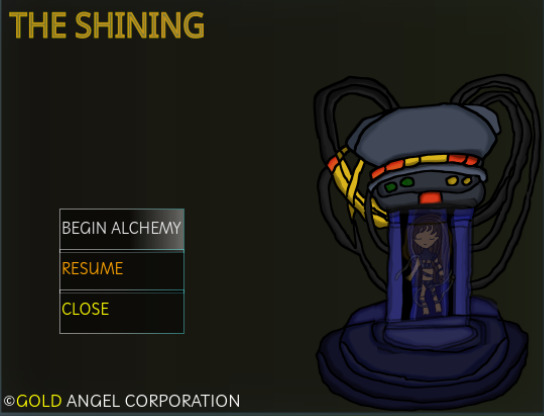 THE SHINING
BEGIN ALCHEMY
RESUME
CLOSE
©GOLD ANGEL CORPORATION